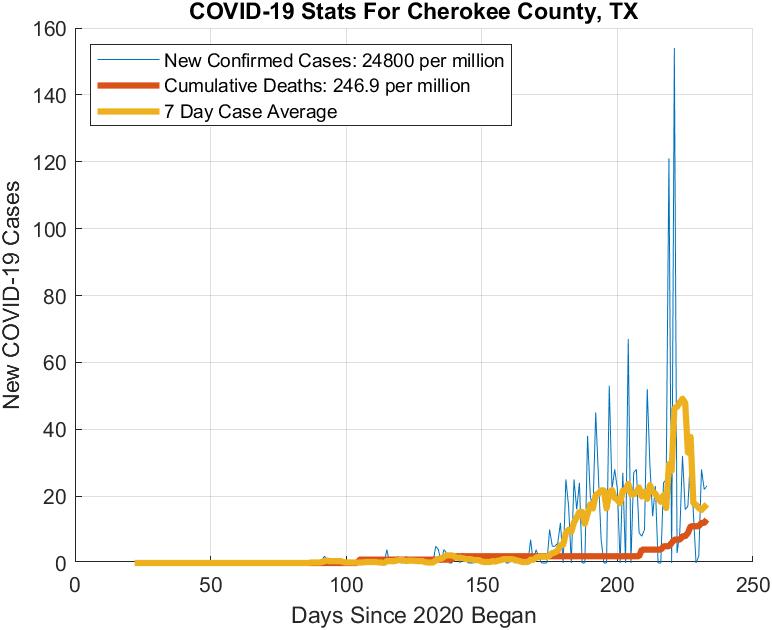 COVID-19 Stats For Cherokee County, TX
New Confirmed Cases: 24800 per million
Cumulative Deaths: 246.9 per million
7 Day Case Average
New COVID-19 Cases
160
140
120
100
80
60
40
20
0
0 50 100 150 200 250
Days Since 2020 Began